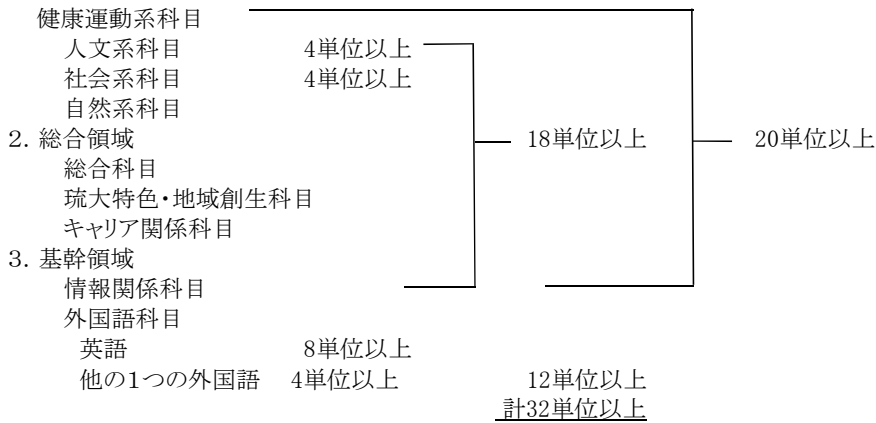 健康運動系科目
人文系科目 4単位以上
社会系科目 4単位以上
自然系科目
2. 総合領域 18単位以上 20単位以上
総合科目
琉大特色・地域創生科目
キャリア関係科目
3. 基幹領域
情報関係科目
外国語科目
英語 8単位以上
他の1つの外国語 4単位以上 12単位以上
計32単位以上